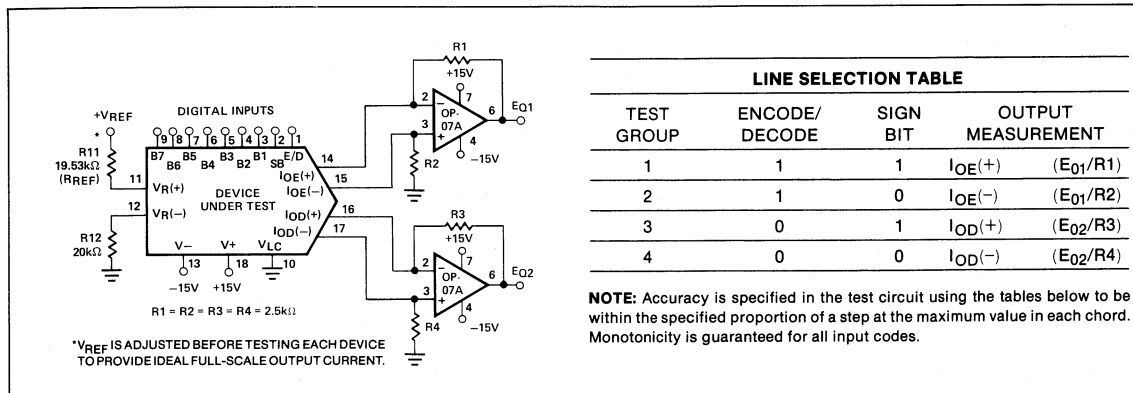 +VREF
*
R11
19.53kΩ
(RREF)
DIGITAL INPUTS
9 8 7 6 5 4 3 2 1
B7 B6 B5 B4 B3 B2 B1 SB E/D
11
VR(+)
12
VR(−)
R12
20kΩ
DEVICE
UNDER TEST
IOE(+)
IOE(−)
IOD(+)
IOD(−)
14
15
16
17
V−
V+
VLC
13
18
10
−15V
+15V
R1
+15V
2
7
−
OP-
07A
6
EO1
3
+
4
−15V
R2
R3
+15V
2
7
−
OP-
07A
6
EO2
3
+
4
−15V
R4
R1 = R2 = R3 = R4 = 2.5kΩ
*VREF IS ADJUSTED BEFORE TESTING EACH DEVICE
TO PROVIDE IDEAL FULL-SCALE OUTPUT CURRENT.
LINE SELECTION TABLE
TEST GROUP ENCODE/DECODE SIGN BIT OUTPUT MEASUREMENT
1 1 1 IOE(+) (E01/R1)
2 1 0 IOE(−) (E01/R2)
3 0 1 IOD(+) (E02/R3)
4 0 0 IOD(−) (E02/R4)
NOTE: Accuracy is specified in the test circuit using the tables below to be
within the specified proportion of a step at the maximum value in each chord.
Monotonicity is guaranteed for all input codes.